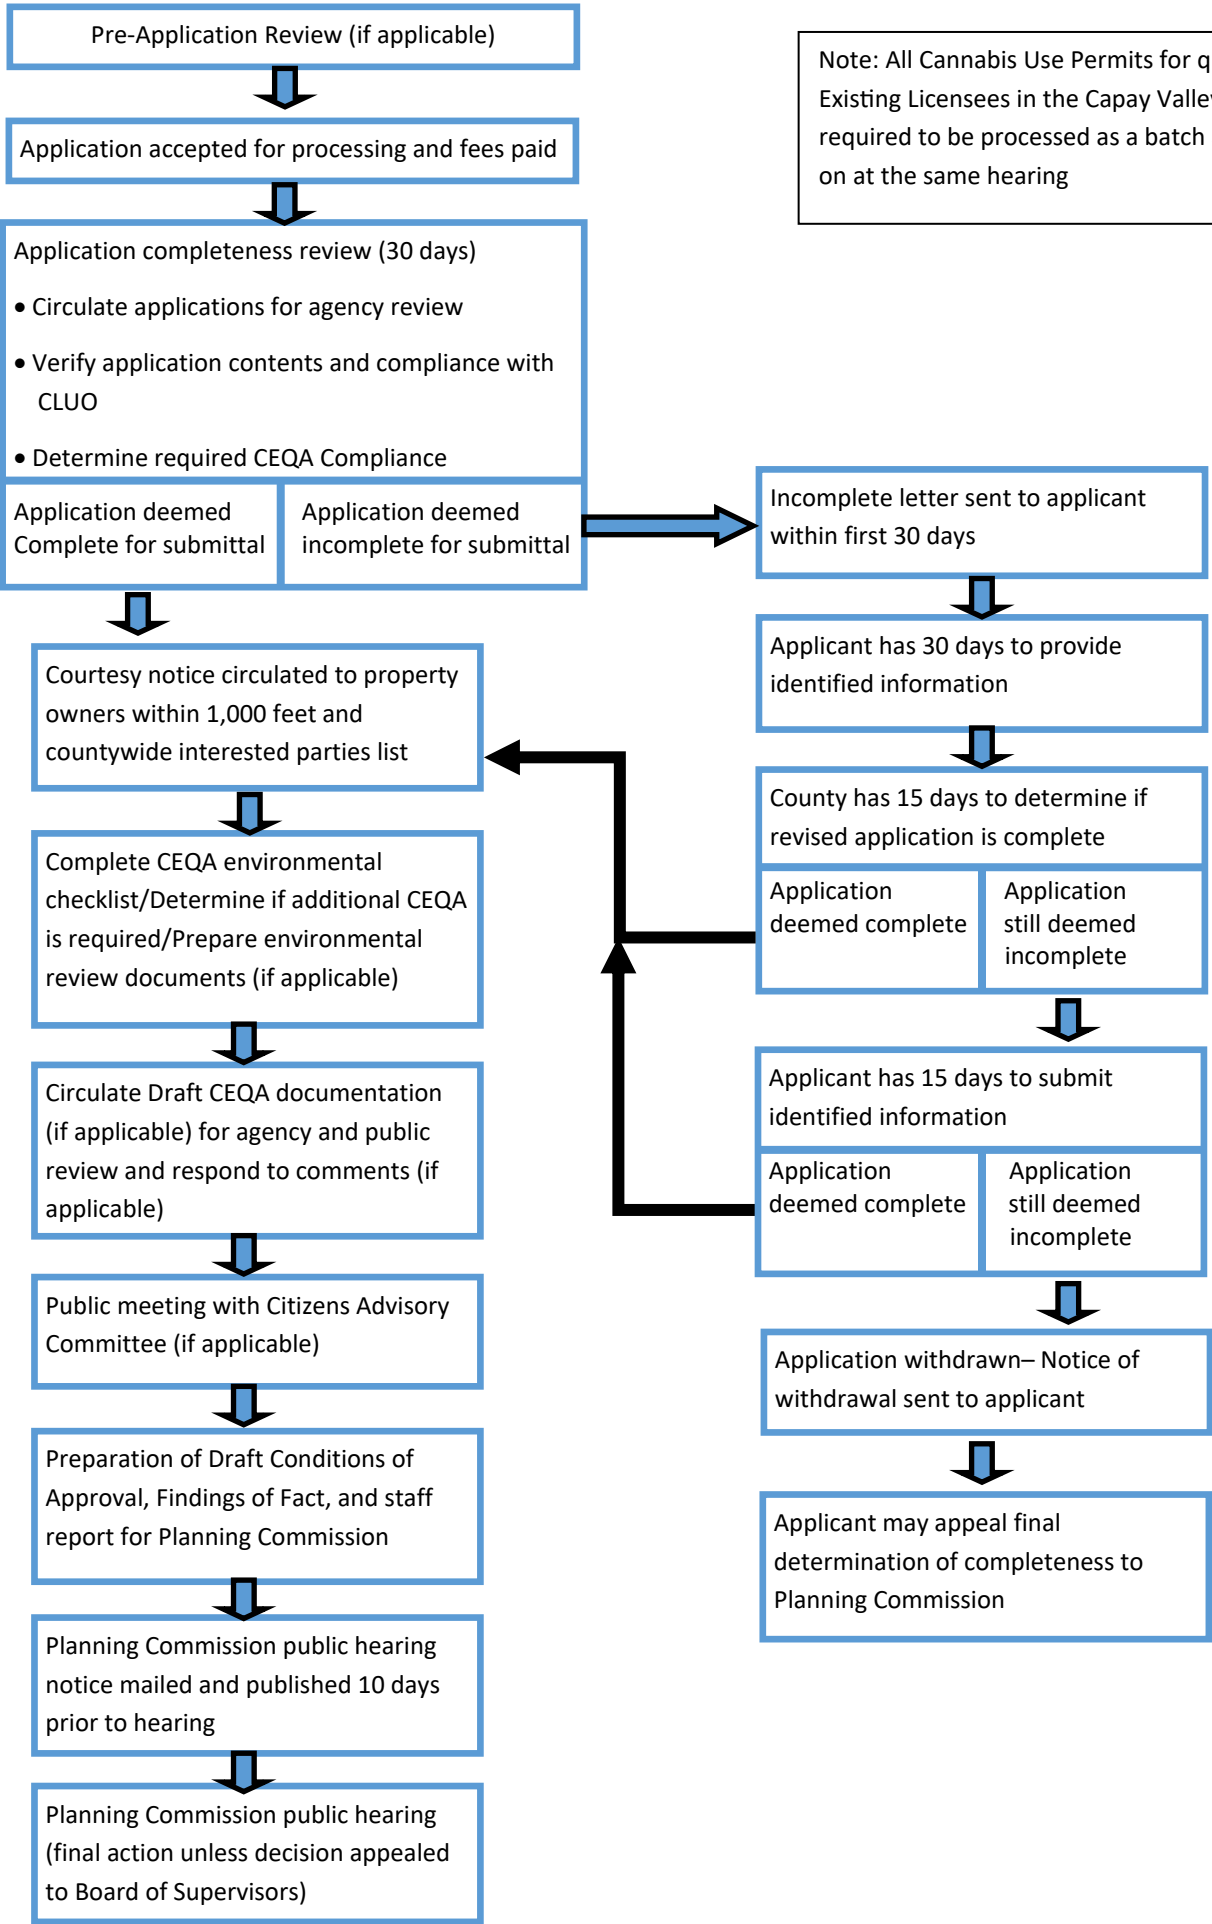 Pre-Application Review (if applicable)
Note: All Cannabis Use Permits for
Existing Licensees in the Capay
required to be processed as a batch
on at the same hearing
Application accepted for processing and fees paid
Application completeness review (30 days)
• Circulate applications for agency review
• Verify application contents and compliance with
CLUO
• Determine required CEQA Compliance
Application deemed
Complete for submittal
Application deemed
incomplete for submittal
Courtesy notice circulated to property
owners within 1,000 feet and
countywide interested parties list
Complete CEQA environmental
checklist/Determine if additional CEQA
is required/Prepare environmental
review documents (if applicable)
Circulate Draft CEQA documentation
(if applicable) for agency and public
review and respond to comments (if
applicable)
Public meeting with Citizens Advisory
Committee (if applicable)
Preparation of Draft Conditions of
Approval, Findings of Fact, and staff
report for Planning Commission
Planning Commission public hearing
notice mailed and published 10 days
prior to hearing
Planning Commission public hearing
(final action unless decision appealed
to Board of Supervisors)
Incomplete letter sent to applicant
within first 30 days
Applicant has 30 days to provide
identified information
County has 15 days to determine if
revised application is complete
Application
deemed complete
Application
still deemed
incomplete
Applicant has 15 days to submit
identified information
Application
deemed complete
Application
still deemed
incomplete
Application withdrawn– Notice of
withdrawal sent to applicant
Applicant may appeal final
determination of completeness to
Planning Commission